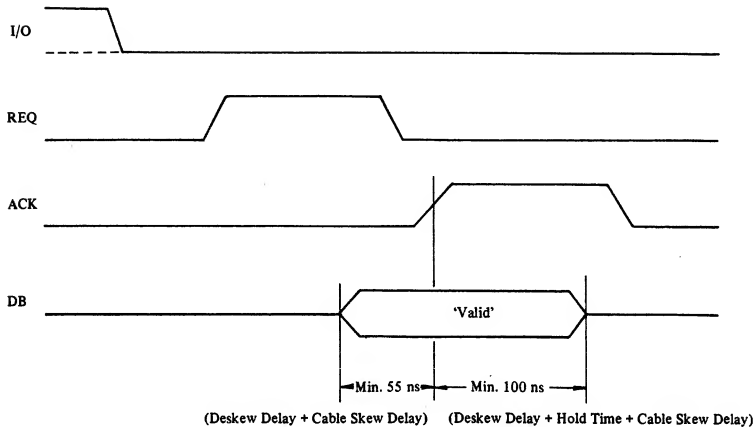 I/O
REQ
ACK
DB
'Valid'
Min. 55 ns
Min. 100 ns
(Deskew Delay + Cable Skew Delay)
(Deskew Delay + Hold Time + Cable Skew Delay)